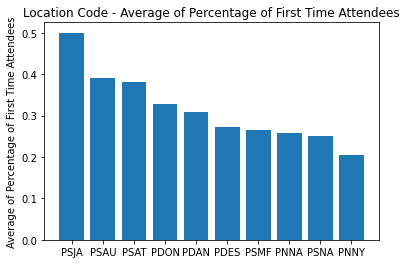 Location Code - Average of Percentage of First Time Attendees
Average of Percentage of First Time Attendees
0.5
0.4
0.3
0.2
0.1
0.0
PSJA PSAU PSAT PDON PDAN PDES PSMF PNNA PSNA PNNY